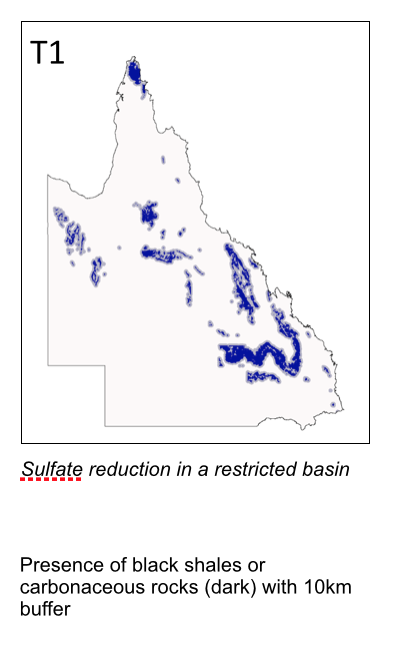 T1
Sulfate reduction in a restricted basin
Presence of black shales or
carbonaceous rocks (dark) with 10km
buffer